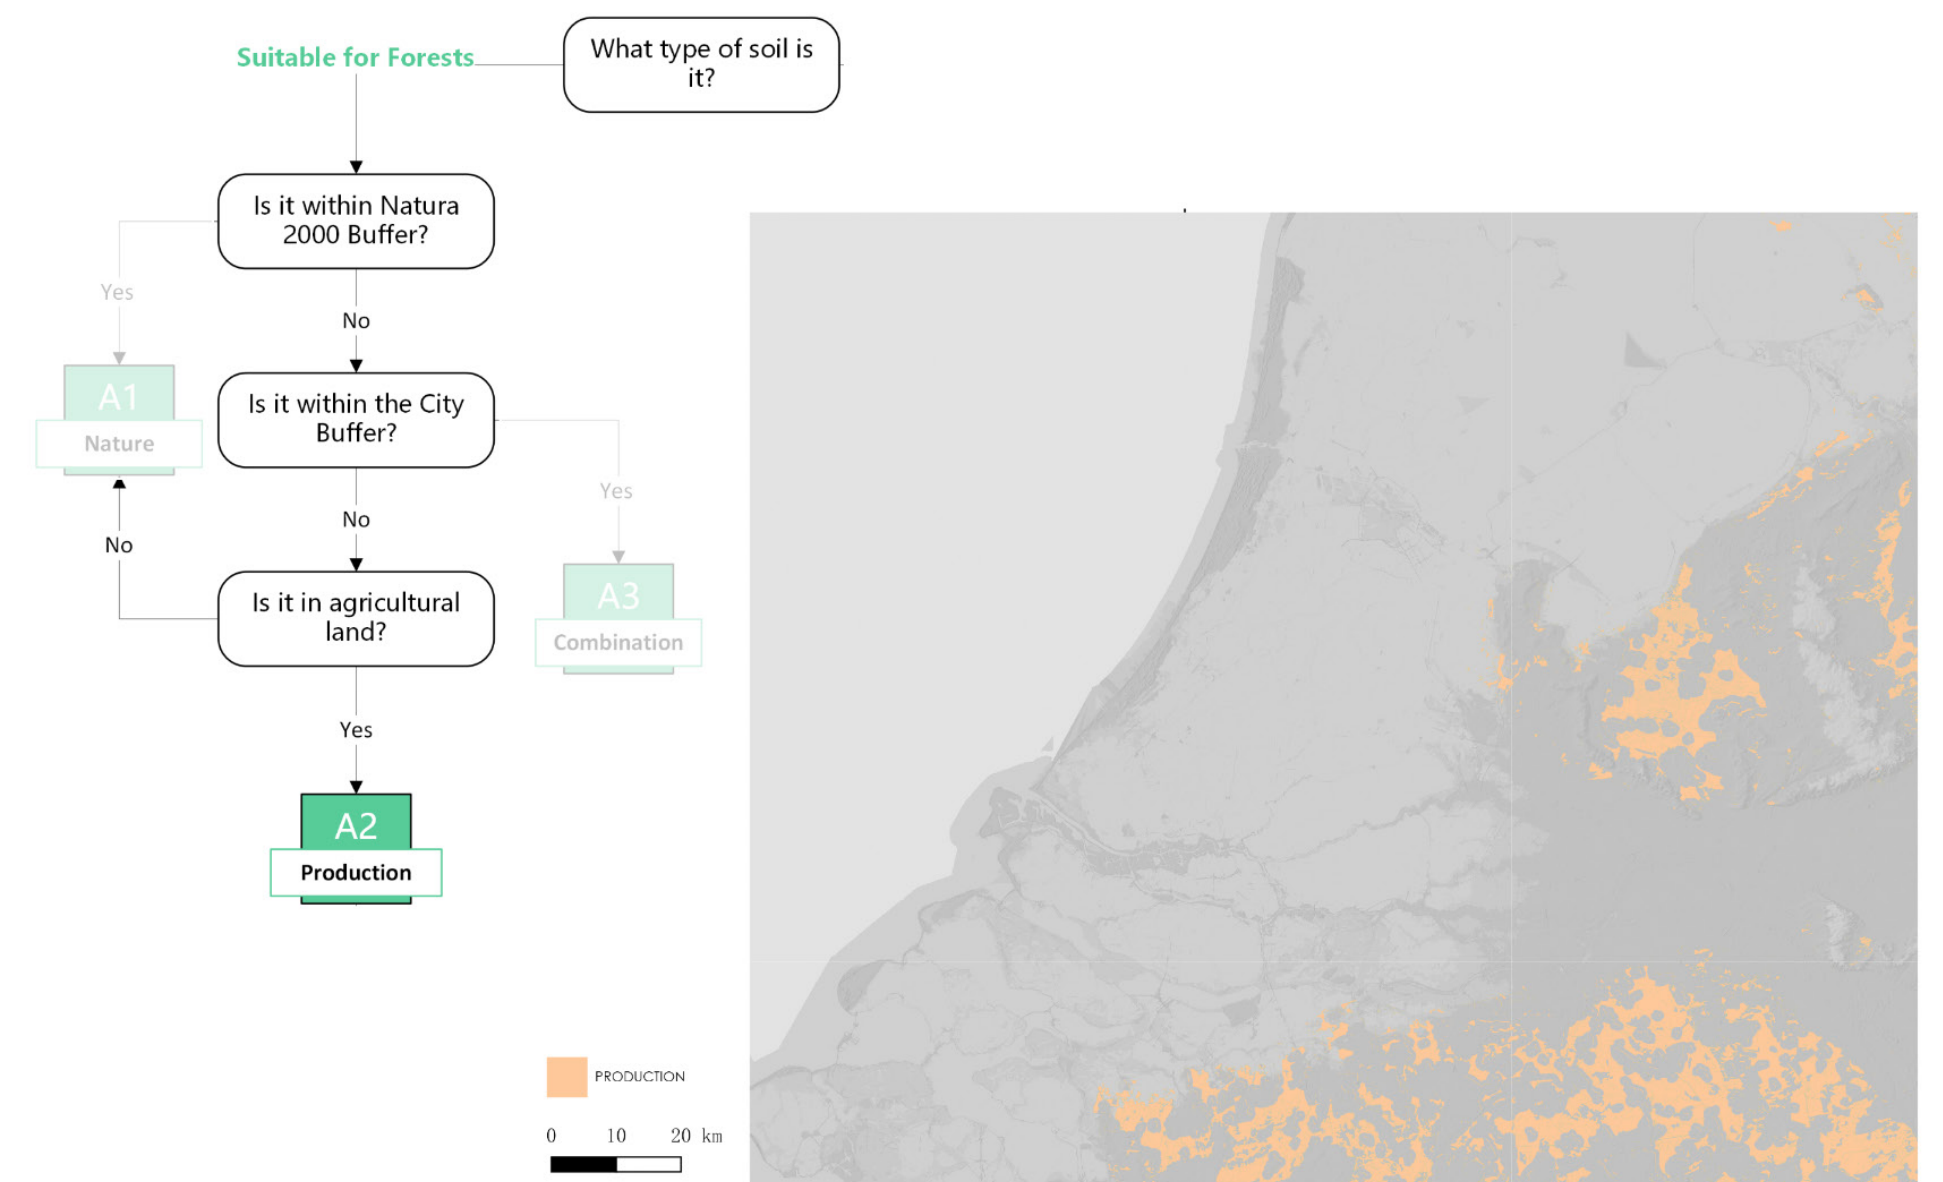 Suitable for Forests
What type of soil is
it?
Is it within Natura
2000 Buffer?
Yes
No
A1
Nature
Is it within the City
Buffer?
Yes
No
No
A3
Combination
Is it in agricultural
land?
Yes
A2
Production
PRODUCTION
0 10 20 km